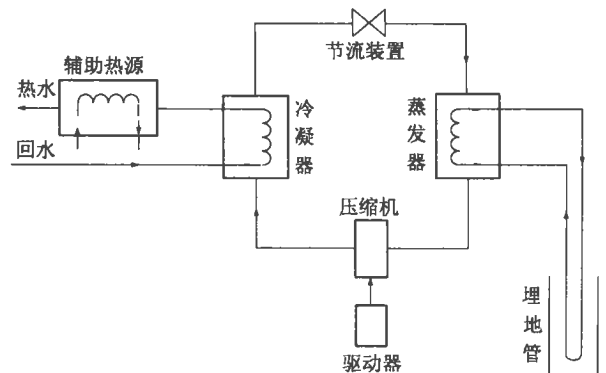 节流装置
辅助热源
热水
冷凝器
蒸发器
回水
压缩机
埋地管
驱动器